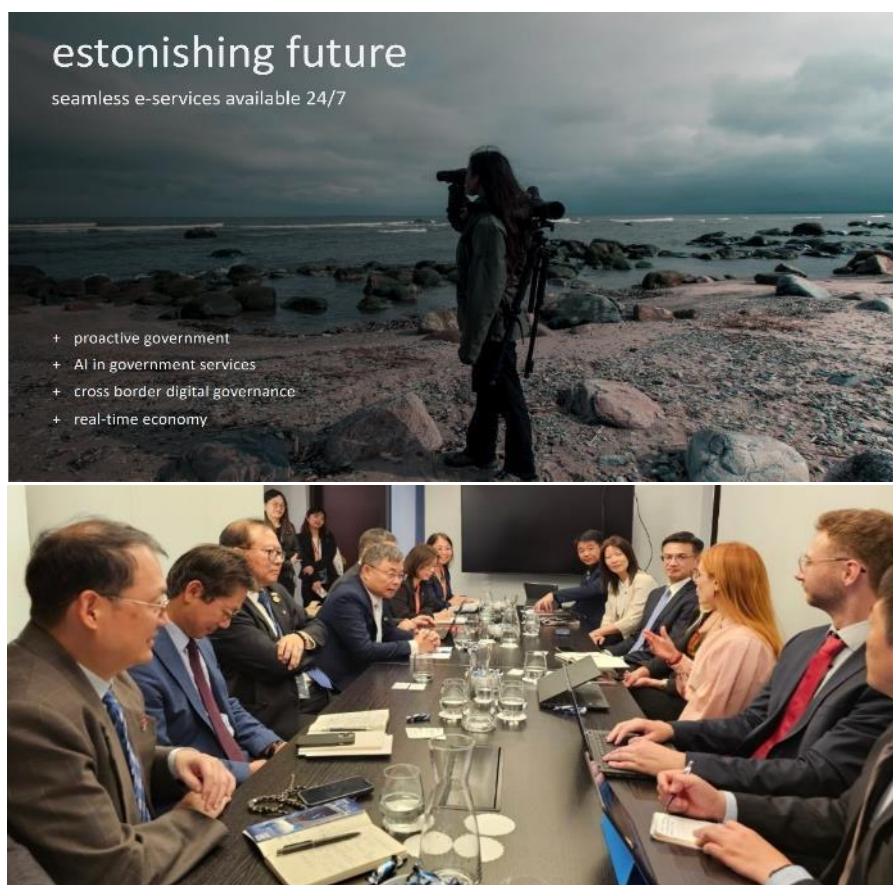 estonishing future
seamless e-services available 24/7
+ proactive government
+ AI in government services
+ cross border digital governance
+ real-time economy